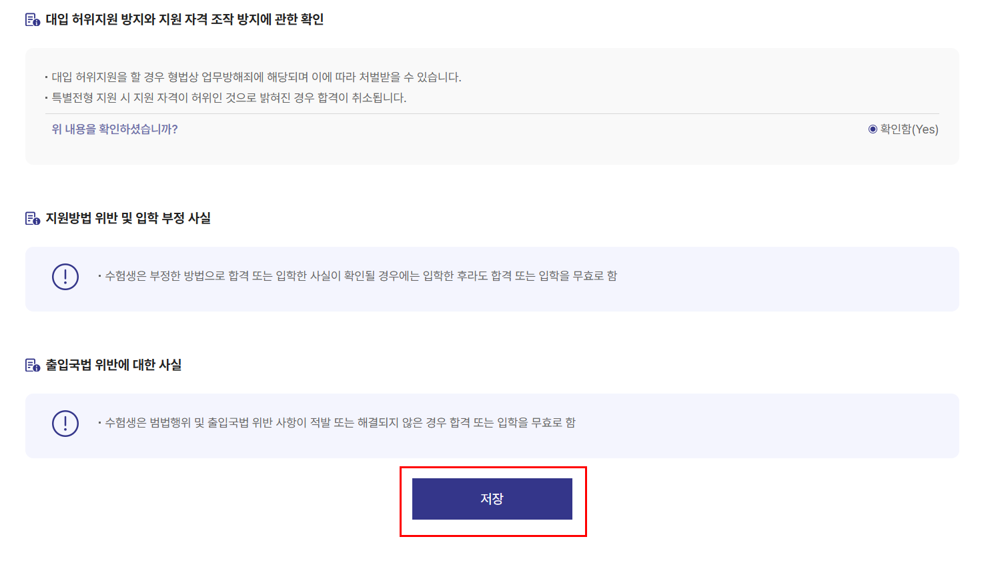 대입 허위지원 방지와 지원 자격 조작 방지에 관한 확인
· 대입 허위지원을 할 경우 형법상 업무방해죄에 해당되며 이에 따라 처벌받을 수 있습니다.
· 특별전형 지원 시 지원 자격이 허위인 것으로 밝혀진 경우 합격이 취소됩니다.
위 내용을 확인하셨습니까? 확인함(Yes)
지원방법 위반 및 입학 부정 사실
· 수험생은 부정한 방법으로 합격 또는 입학한 사실이 확인될 경우에는 입학한 후라도 합격 또는 입학을 무효로 함
출입국법 위반에 대한 사실
· 수험생은 범법행위 및 출입국법 위반 사항이 적발 또는 해결되지 않은 경우 합격 또는 입학을 무효로 함
저장